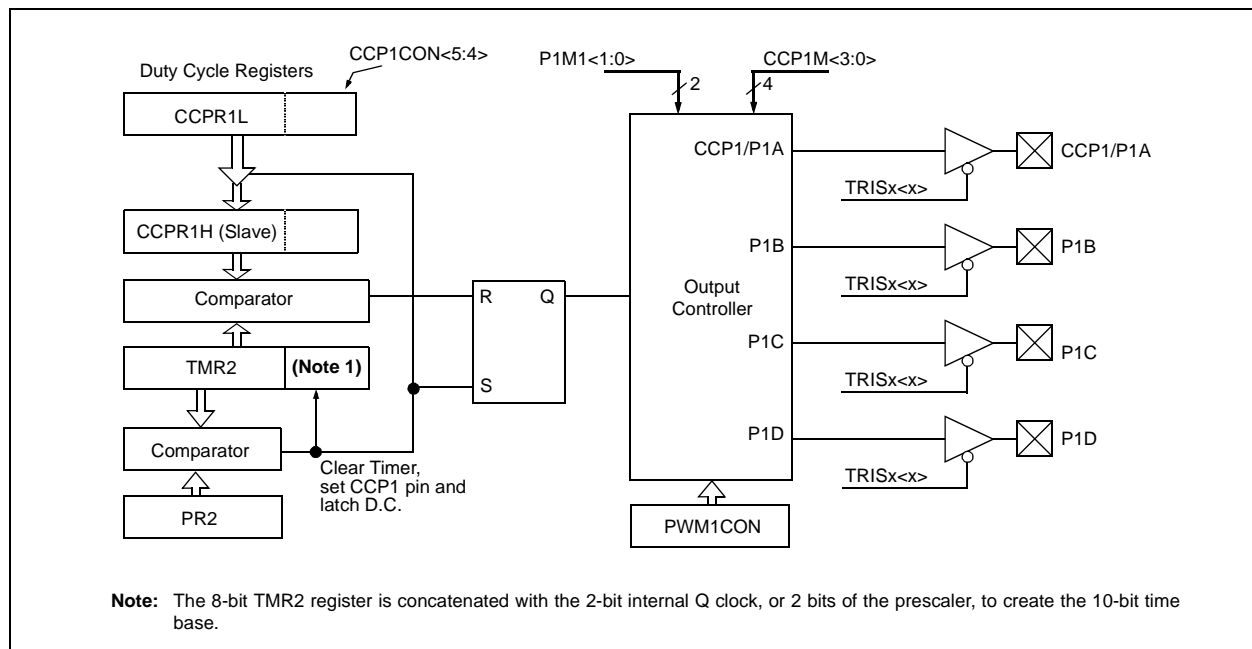 CCP1CON<5:4>
Duty Cycle Registers
CCPR1L
CCPR1H (Slave)
Comparator
TMR2
(Note 1)
Comparator
PR2
Clear Timer,
set CCP1 pin and
latch D.C.
R
Q
S
P1M1<1:0>
2
CCP1M<3:0>
4
Output
Controller
CCP1/P1A
P1B
P1C
P1D
PWM1CON
TRISx<x>
CCP1/P1A
TRISx<x>
P1B
TRISx<x>
P1C
TRISx<x>
P1D
Note: The 8-bit TMR2 register is concatenated with the 2-bit internal Q clock, or 2 bits of the prescaler, to create the 10-bit time
base.